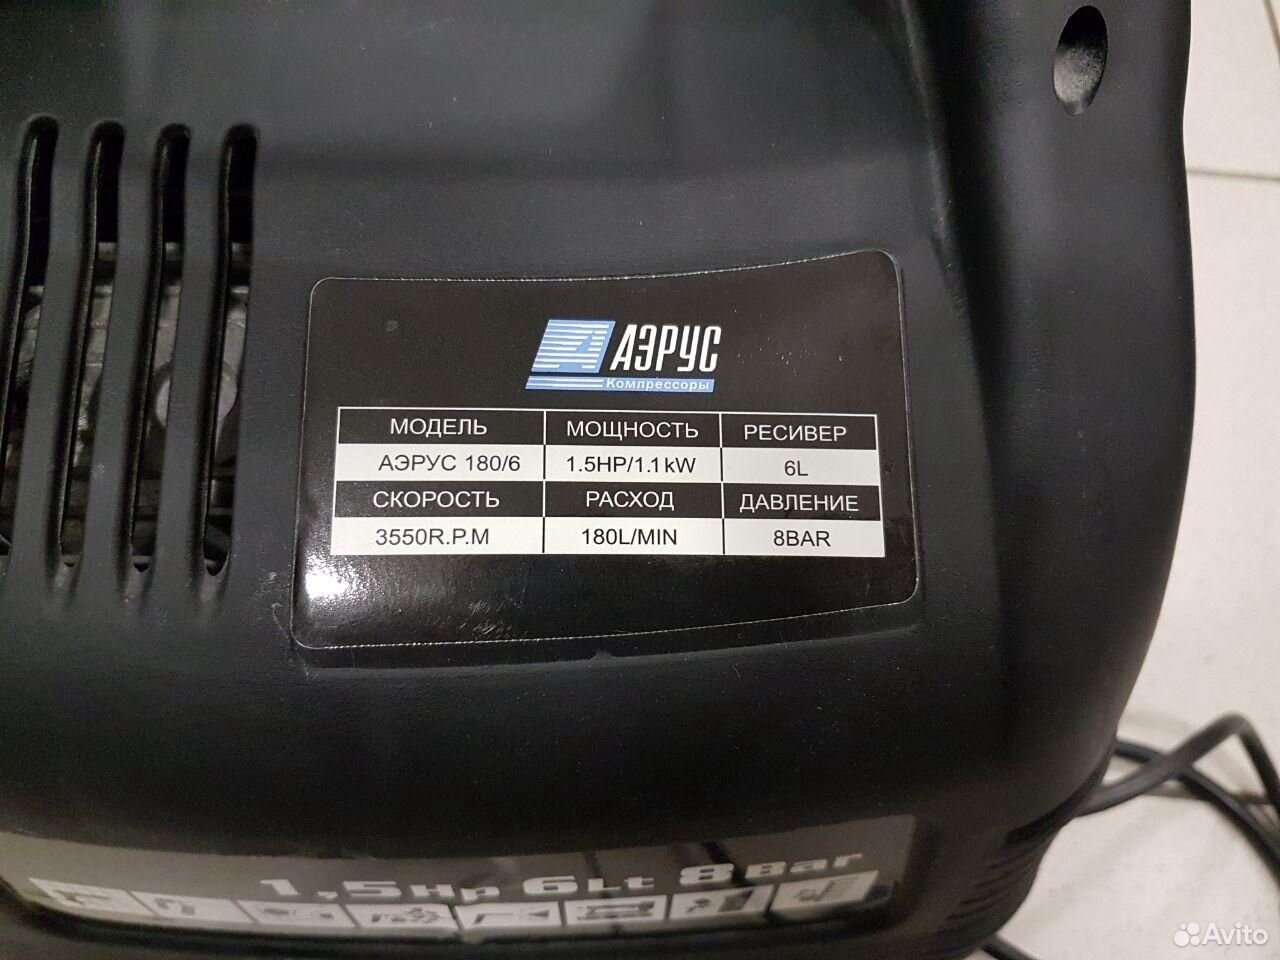 АЭРУС
Компрессоры
МОДЕЛЬ МОЩНОСТЬ РЕСИВЕР
АЭРУС 180/6 1.5HP/1.1kW 6L
СКОРОСТЬ РАСХОД ДАВЛЕНИЕ
3550R.P.M 180L/MIN 8BAR
1,5Hp 6Lt 8Bar
Avito